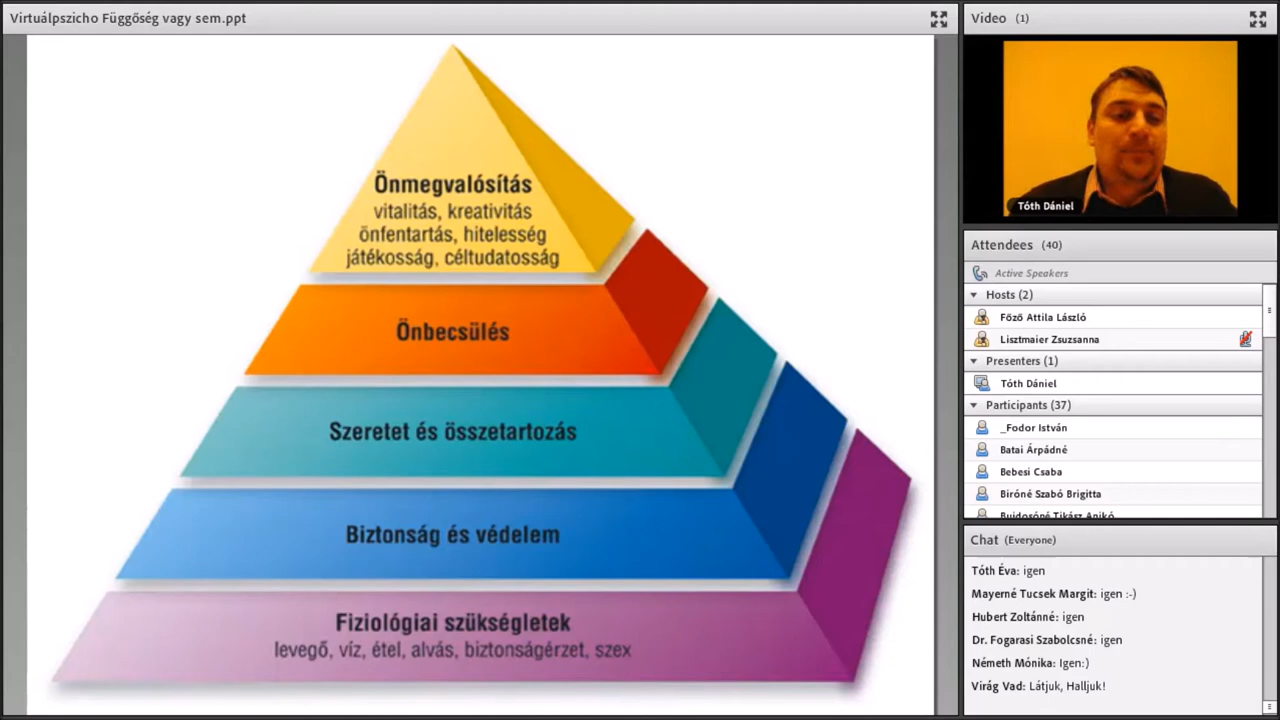 Virtuálpszicho Függőség vagy sem.ppt
Önmegvalósítás
vitalitás, kreativitás
önfentartás, hitelesség
játékosság, céltudatosság
Önbecsülés
Szeretet és összetartozás
Biztonság és védelem
Fiziológiai szükségletek
levegő, víz, étel, alvás, biztonságérzet, szex
Video (1)
Tóth Dániel
Attendees (40)
Active Speakers
Hosts (2)
Főző Attila László
Lisztmaier Zsuzsanna
Presenters (1)
Tóth Dániel
Participants (37)
_Fodor István
Batai Árpádné
Bebesi Csaba
Biróné Szabó Brigitta
Chat (Everyone)
Tóth Éva: igen
Mayerné Tucsek Margit: igen :-)
Hubert Zoltánné: igen
Dr. Fogarasi Szabolcsné: igen
Németh Mónika: Igen:)
Virág Vad: Látjuk, Halljuk!